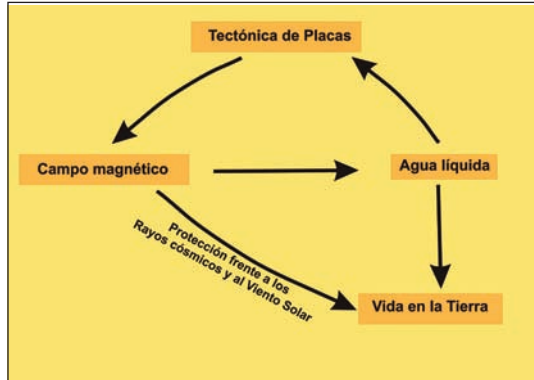 Tectónica de Placas
Campo magnético
Agua líquida
Protección frente a los
Rayos cósmicos y al Viento Solar
Vida en la Tierra